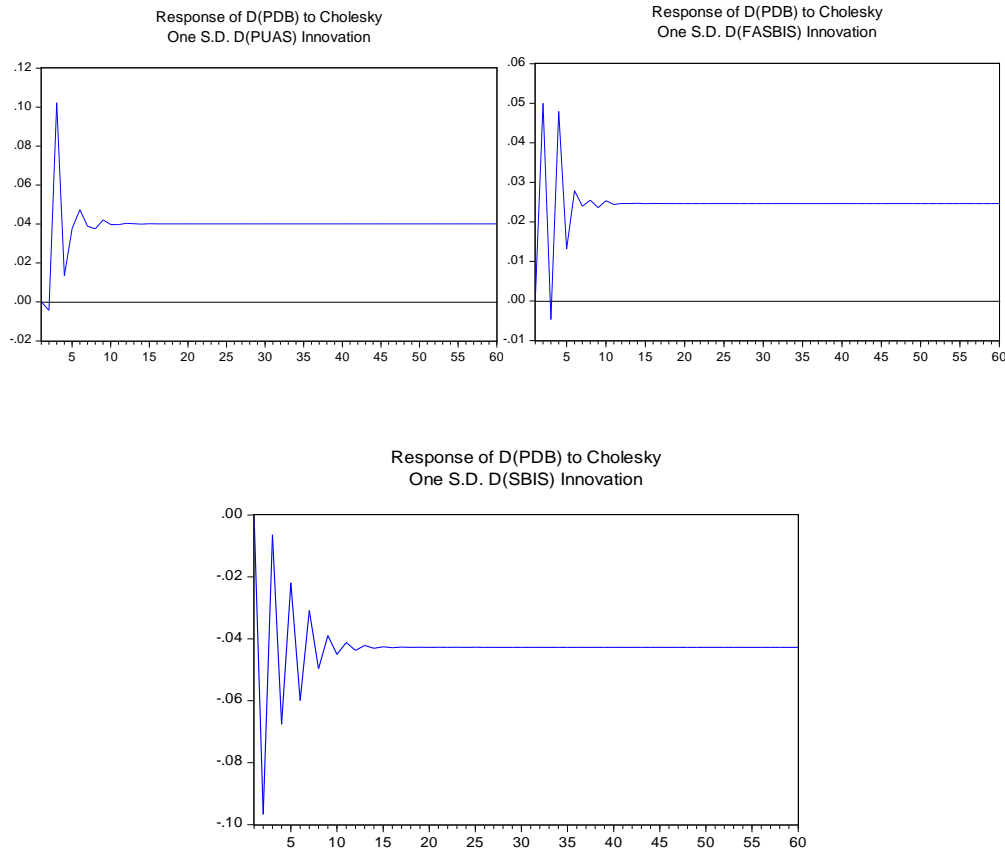 Response of D(PDB) to Cholesky
One S.D. D(PUAS) Innovation
.12
.10
.08
.06
.04
.02
.00
-.02
5 10 15 20 25 30 35 40 45 50 55 60
Response of D(PDB) to Cholesky
One S.D. D(FASBIS) Innovation
.06
.05
.04
.03
.02
.01
.00
-.01
5 10 15 20 25 30 35 40 45 50 55 60
Response of D(PDB) to Cholesky
One S.D. D(SBIS) Innovation
.00
-.02
-.04
-.06
-.08
-.10
5 10 15 20 25 30 35 40 45 50 55 60